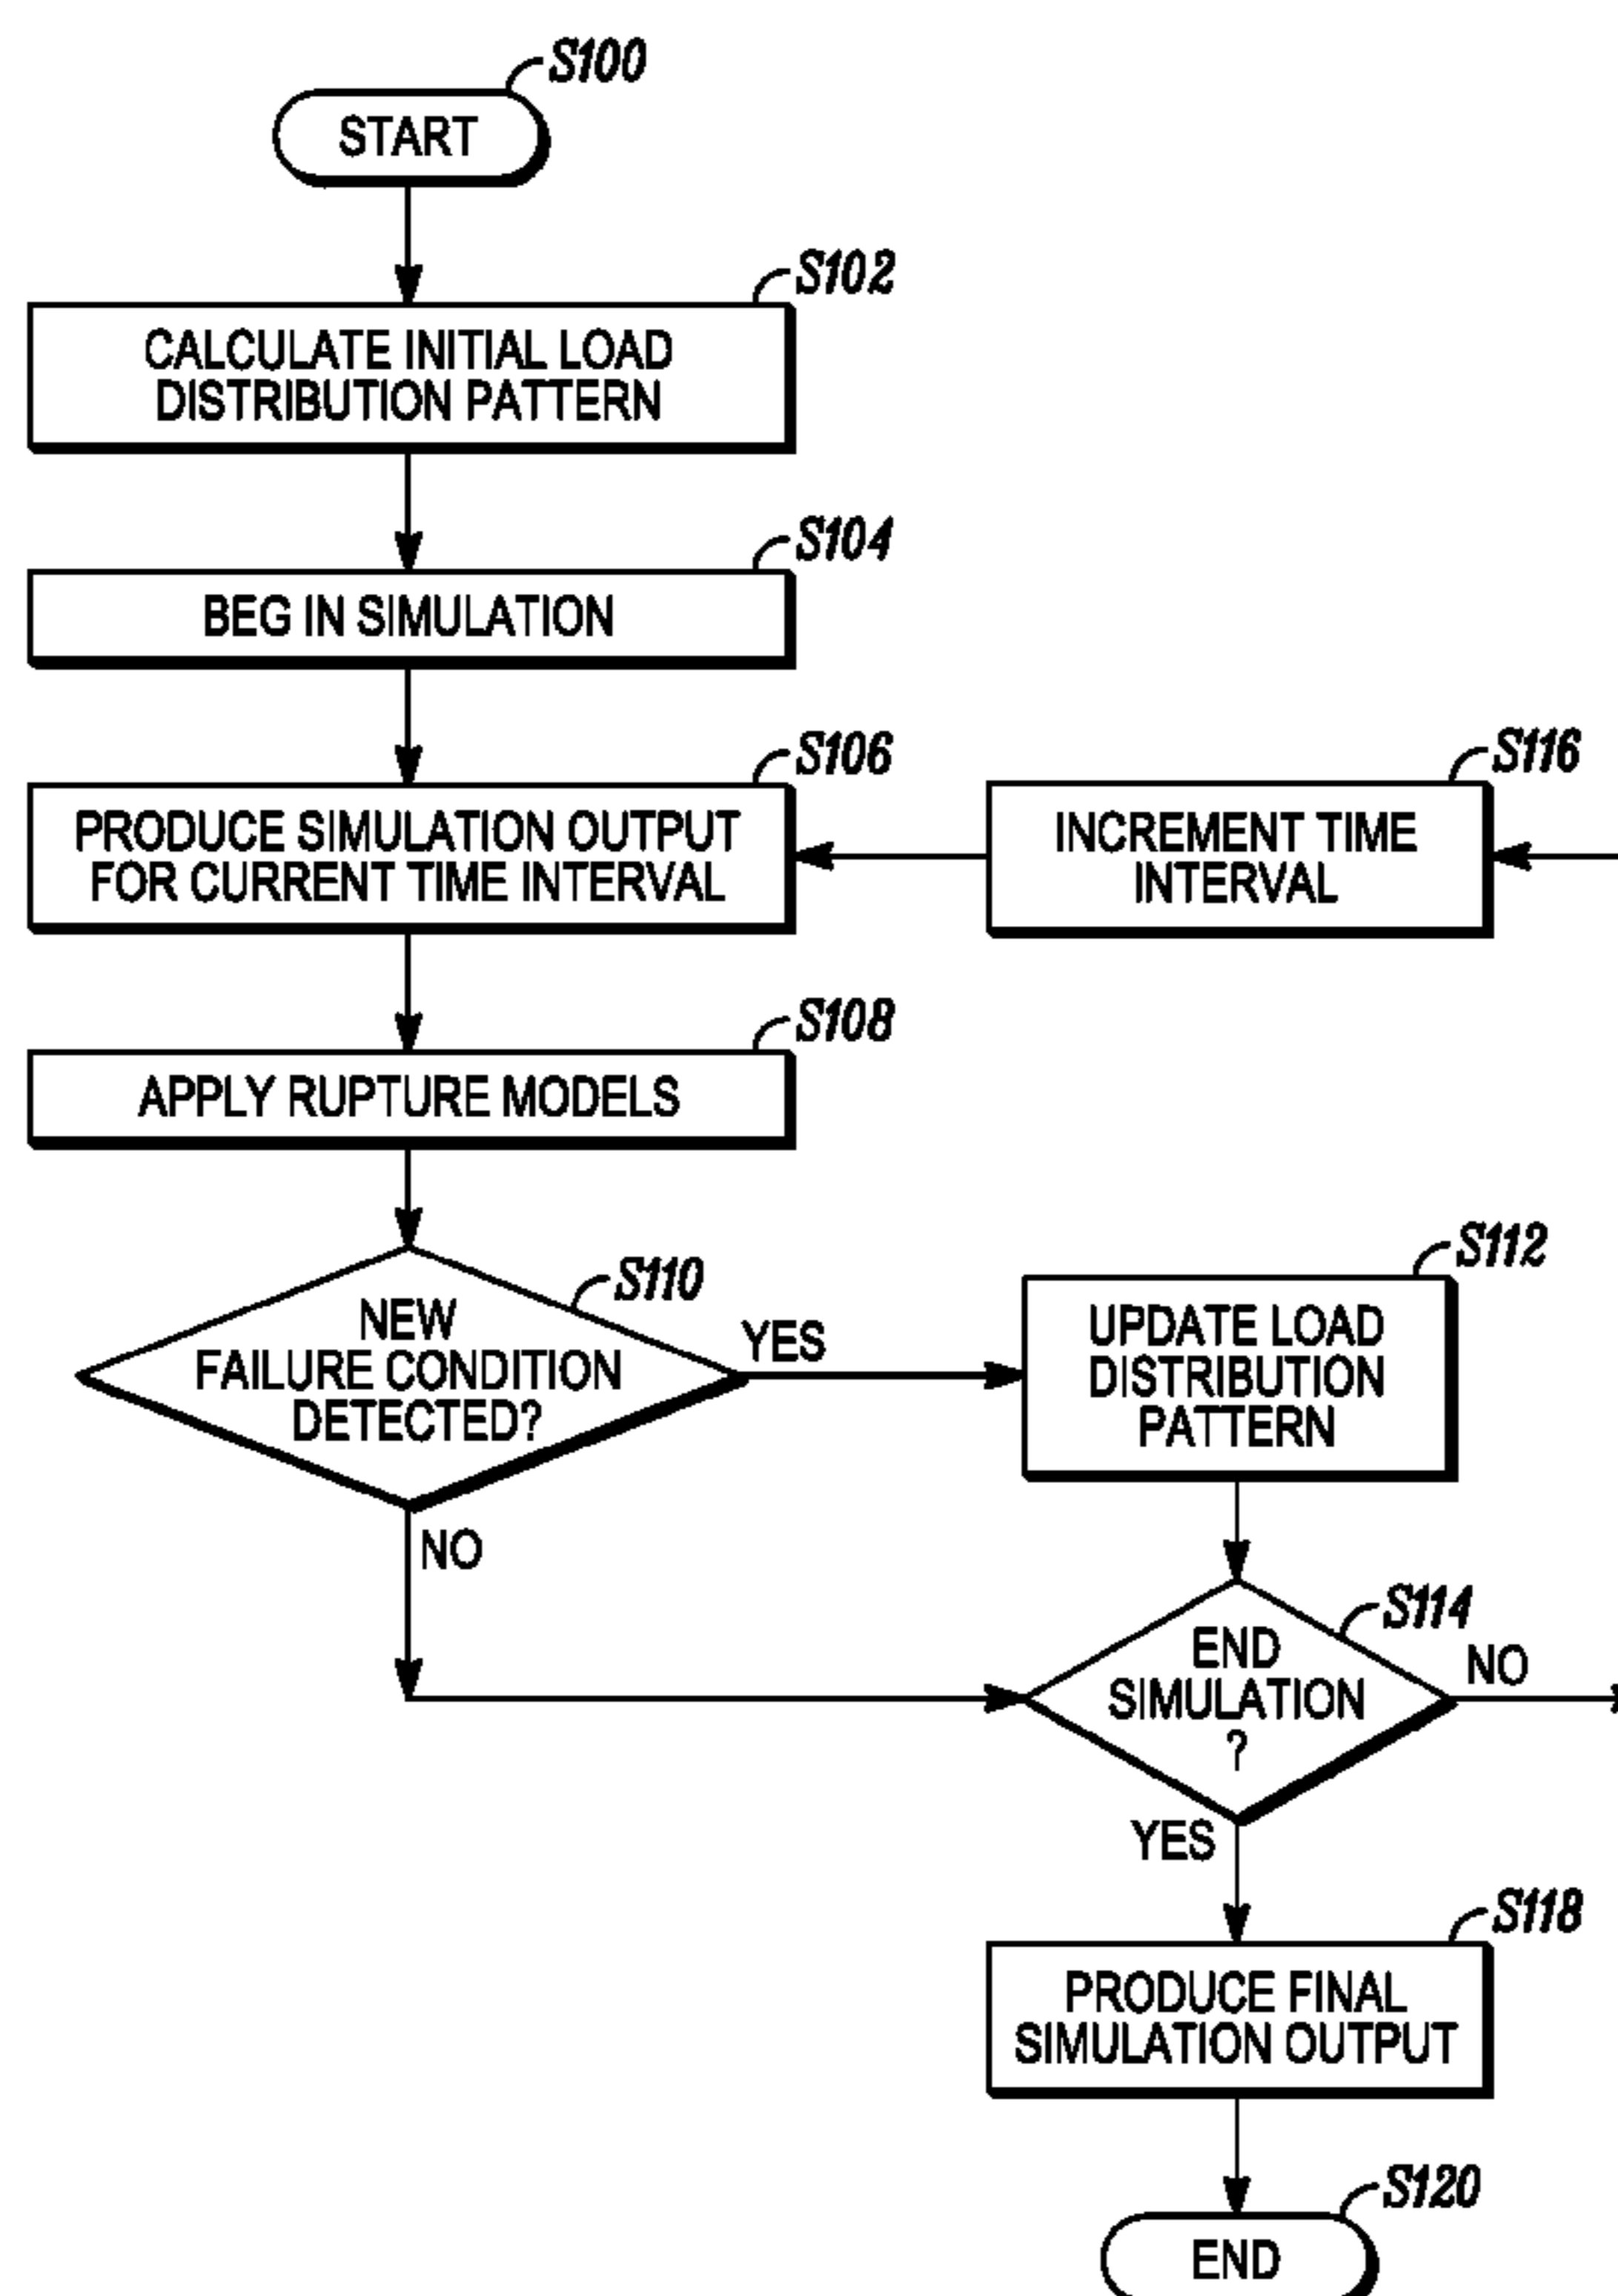 S100
START
S102
CALCULATE INITIAL LOAD
DISTRIBUTION PATTERN
S104
BEG IN SIMULATION
S106
PRODUCE SIMULATION OUTPUT
FOR CURRENT TIME INTERVAL
S116
INCREMENT TIME
INTERVAL
S108
APPLY RUPTURE MODELS
S110
NEW
FAILURE CONDITION
DETECTED?
YES
NO
S112
UPDATE LOAD
DISTRIBUTION
PATTERN
S114
END
SIMULATION
?
NO
YES
S118
PRODUCE FINAL
SIMULATION OUTPUT
S120
END